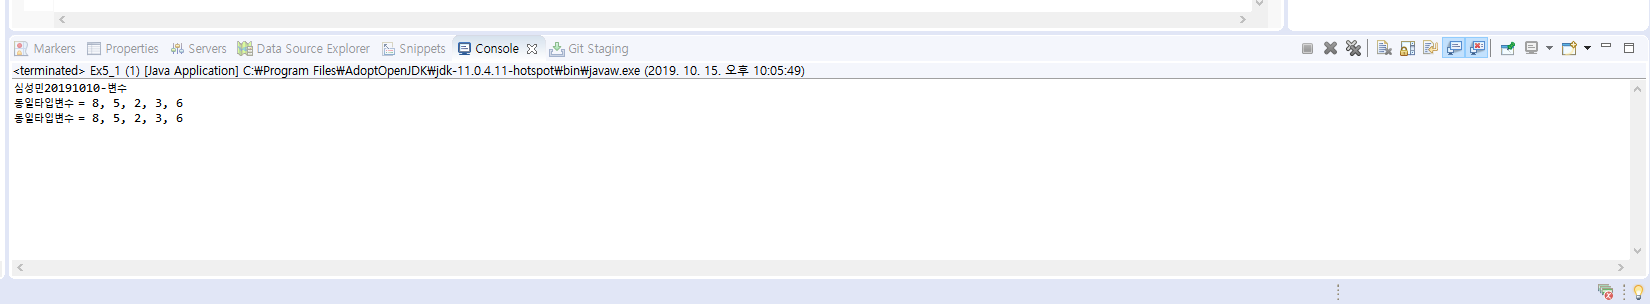 Markers Properties Servers Data Source Explorer Snippets Console Git Staging
<terminated> Ex5_1 (1) [Java Application] C:₩Program Files₩AdoptOpenJDK₩jdk-11.0.4.11-hotspot₩bin₩javaw.exe (2019. 10. 15. 오후 10:05:49)
심성민20191010-변수
동일타입변수 = 8, 5, 2, 3, 6
동일타입변수 = 8, 5, 2, 3, 6